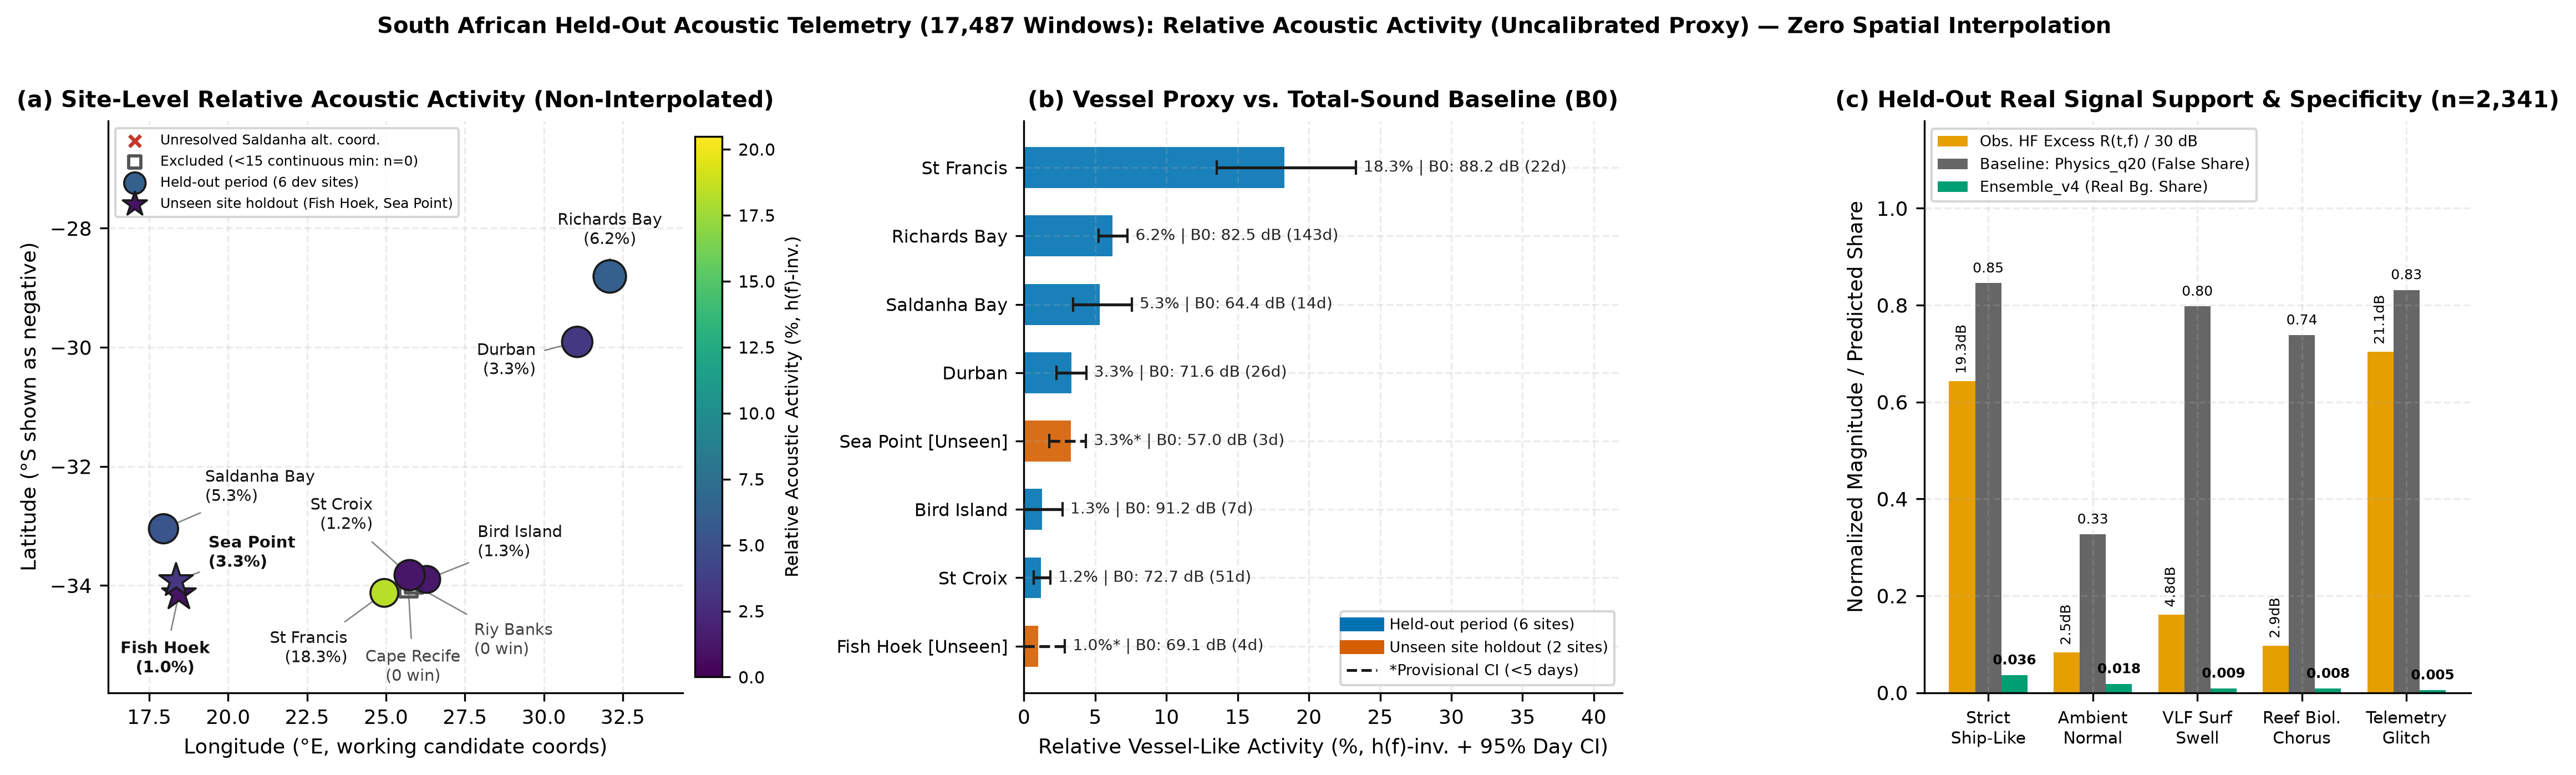 South African Held-Out Acoustic Telemetry (17,487 Windows): Relative Acoustic Activity (Uncalibrated Proxy) — Zero Spatial Interpolation
(a) Site-Level Relative Acoustic Activity (Non-Interpolated)
Unresolved Saldanha alt. coord.
Excluded (<15 continuous min: n=0)
Held-out period (6 dev sites)
Unseen site holdout (Fish Hoek, Sea Point)
Richards Bay
(6.2%)
Durban
(3.3%)
Saldanha Bay
(5.3%)
Sea Point
(3.3%)
Fish Hoek
(1.0%)
St Croix
(1.2%)
Bird Island
(1.3%)
St Francis
(18.3%)
Cape Recife
(0 win)
Riy Banks
(0 win)
Latitude (°S shown as negative)
−28
−30
−32
−34
17.5
20.0
22.5
25.0
27.5
30.0
32.5
Longitude (°E, working candidate coords)
20.0
17.5
15.0
12.5
10.0
7.5
5.0
2.5
0.0
Relative Acoustic Activity (%, h(f)-inv.)
(b) Vessel Proxy vs. Total-Sound Baseline (B0)
St Francis
18.3% | B0: 88.2 dB (22d)
Richards Bay
6.2% | B0: 82.5 dB (143d)
Saldanha Bay
5.3% | B0: 64.4 dB (14d)
Durban
3.3% | B0: 71.6 dB (26d)
Sea Point [Unseen]
3.3%* | B0: 57.0 dB (3d)
Bird Island
1.3% | B0: 91.2 dB (7d)
St Croix
1.2% | B0: 72.7 dB (51d)
Fish Hoek [Unseen]
1.0%* | B0: 69.1 dB (4d)
Held-out period (6 sites)
Unseen site holdout (2 sites)
*Provisional CI (<5 days)
0
5
10
15
20
25
30
35
40
Relative Vessel-Like Activity (%, h(f)-inv. + 95% Day CI)
(c) Held-Out Real Signal Support & Specificity (n=2,341)
Obs. HF Excess R(t,f) / 30 dB
Baseline: Physics_q20 (False Share)
Ensemble_v4 (Real Bg. Share)
Normalized Magnitude / Predicted Share
1.0
0.8
0.6
0.4
0.2
0.0
19.3dB
0.85
0.036
2.5dB
0.33
0.018
4.8dB
0.80
0.009
2.9dB
0.74
0.008
21.1dB
0.83
0.005
Strict
Ship-Like
Ambient
Normal
VLF Surf
Swell
Reef Biol.
Chorus
Telemetry
Glitch